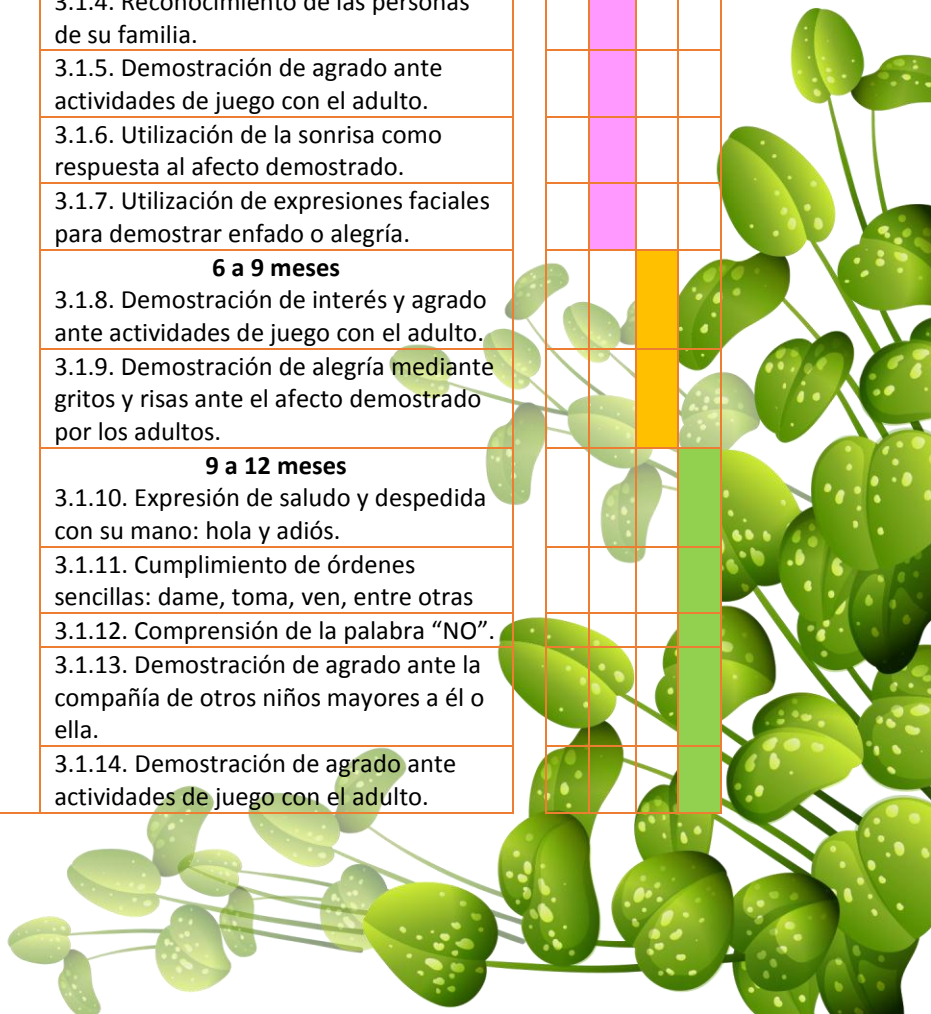 3.1.4. Reconocimiento de las personas
de su familia.
3.1.5. Demostración de agrado ante
actividades de juego con el adulto.
3.1.6. Utilización de la sonrisa como
respuesta al afecto demostrado.
3.1.7. Utilización de expresiones faciales
para demostrar enfado o alegría.
6 a 9 meses
3.1.8. Demostración de interés y agrado
ante actividades de juego con el adulto.
3.1.9. Demostración de alegría mediante
gritos y risas ante el afecto demostrado
por los adultos.
9 a 12 meses
3.1.10. Expresión de saludo y despedida
con su mano: hola y adiós.
3.1.11. Cumplimiento de órdenes
sencillas: dame, toma, ven, entre otras
3.1.12. Comprensión de la palabra “NO”.
3.1.13. Demostración de agrado ante la
compañía de otros niños mayores a él o
ella.
3.1.14. Demostración de agrado ante
actividades de juego con el adulto.